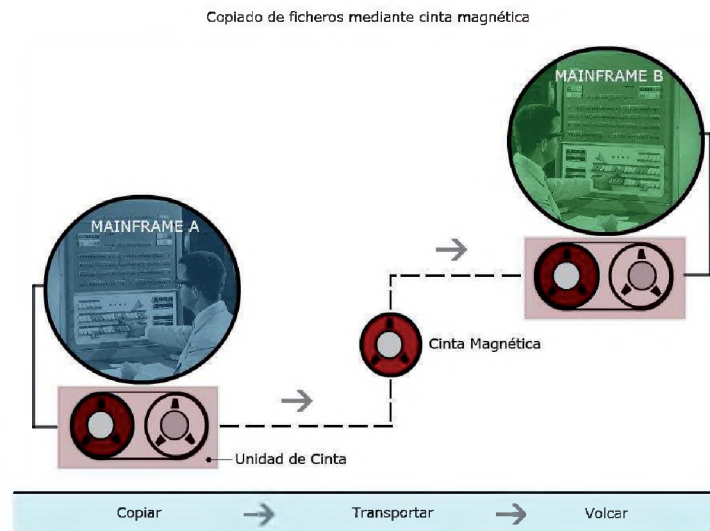 Copiado de ficheros mediante cinta magnética
MAINFRAME B
MAINFRAME A
Cinta Magnética
Unidad de Cinta
Copiar
Transportar
Volcar